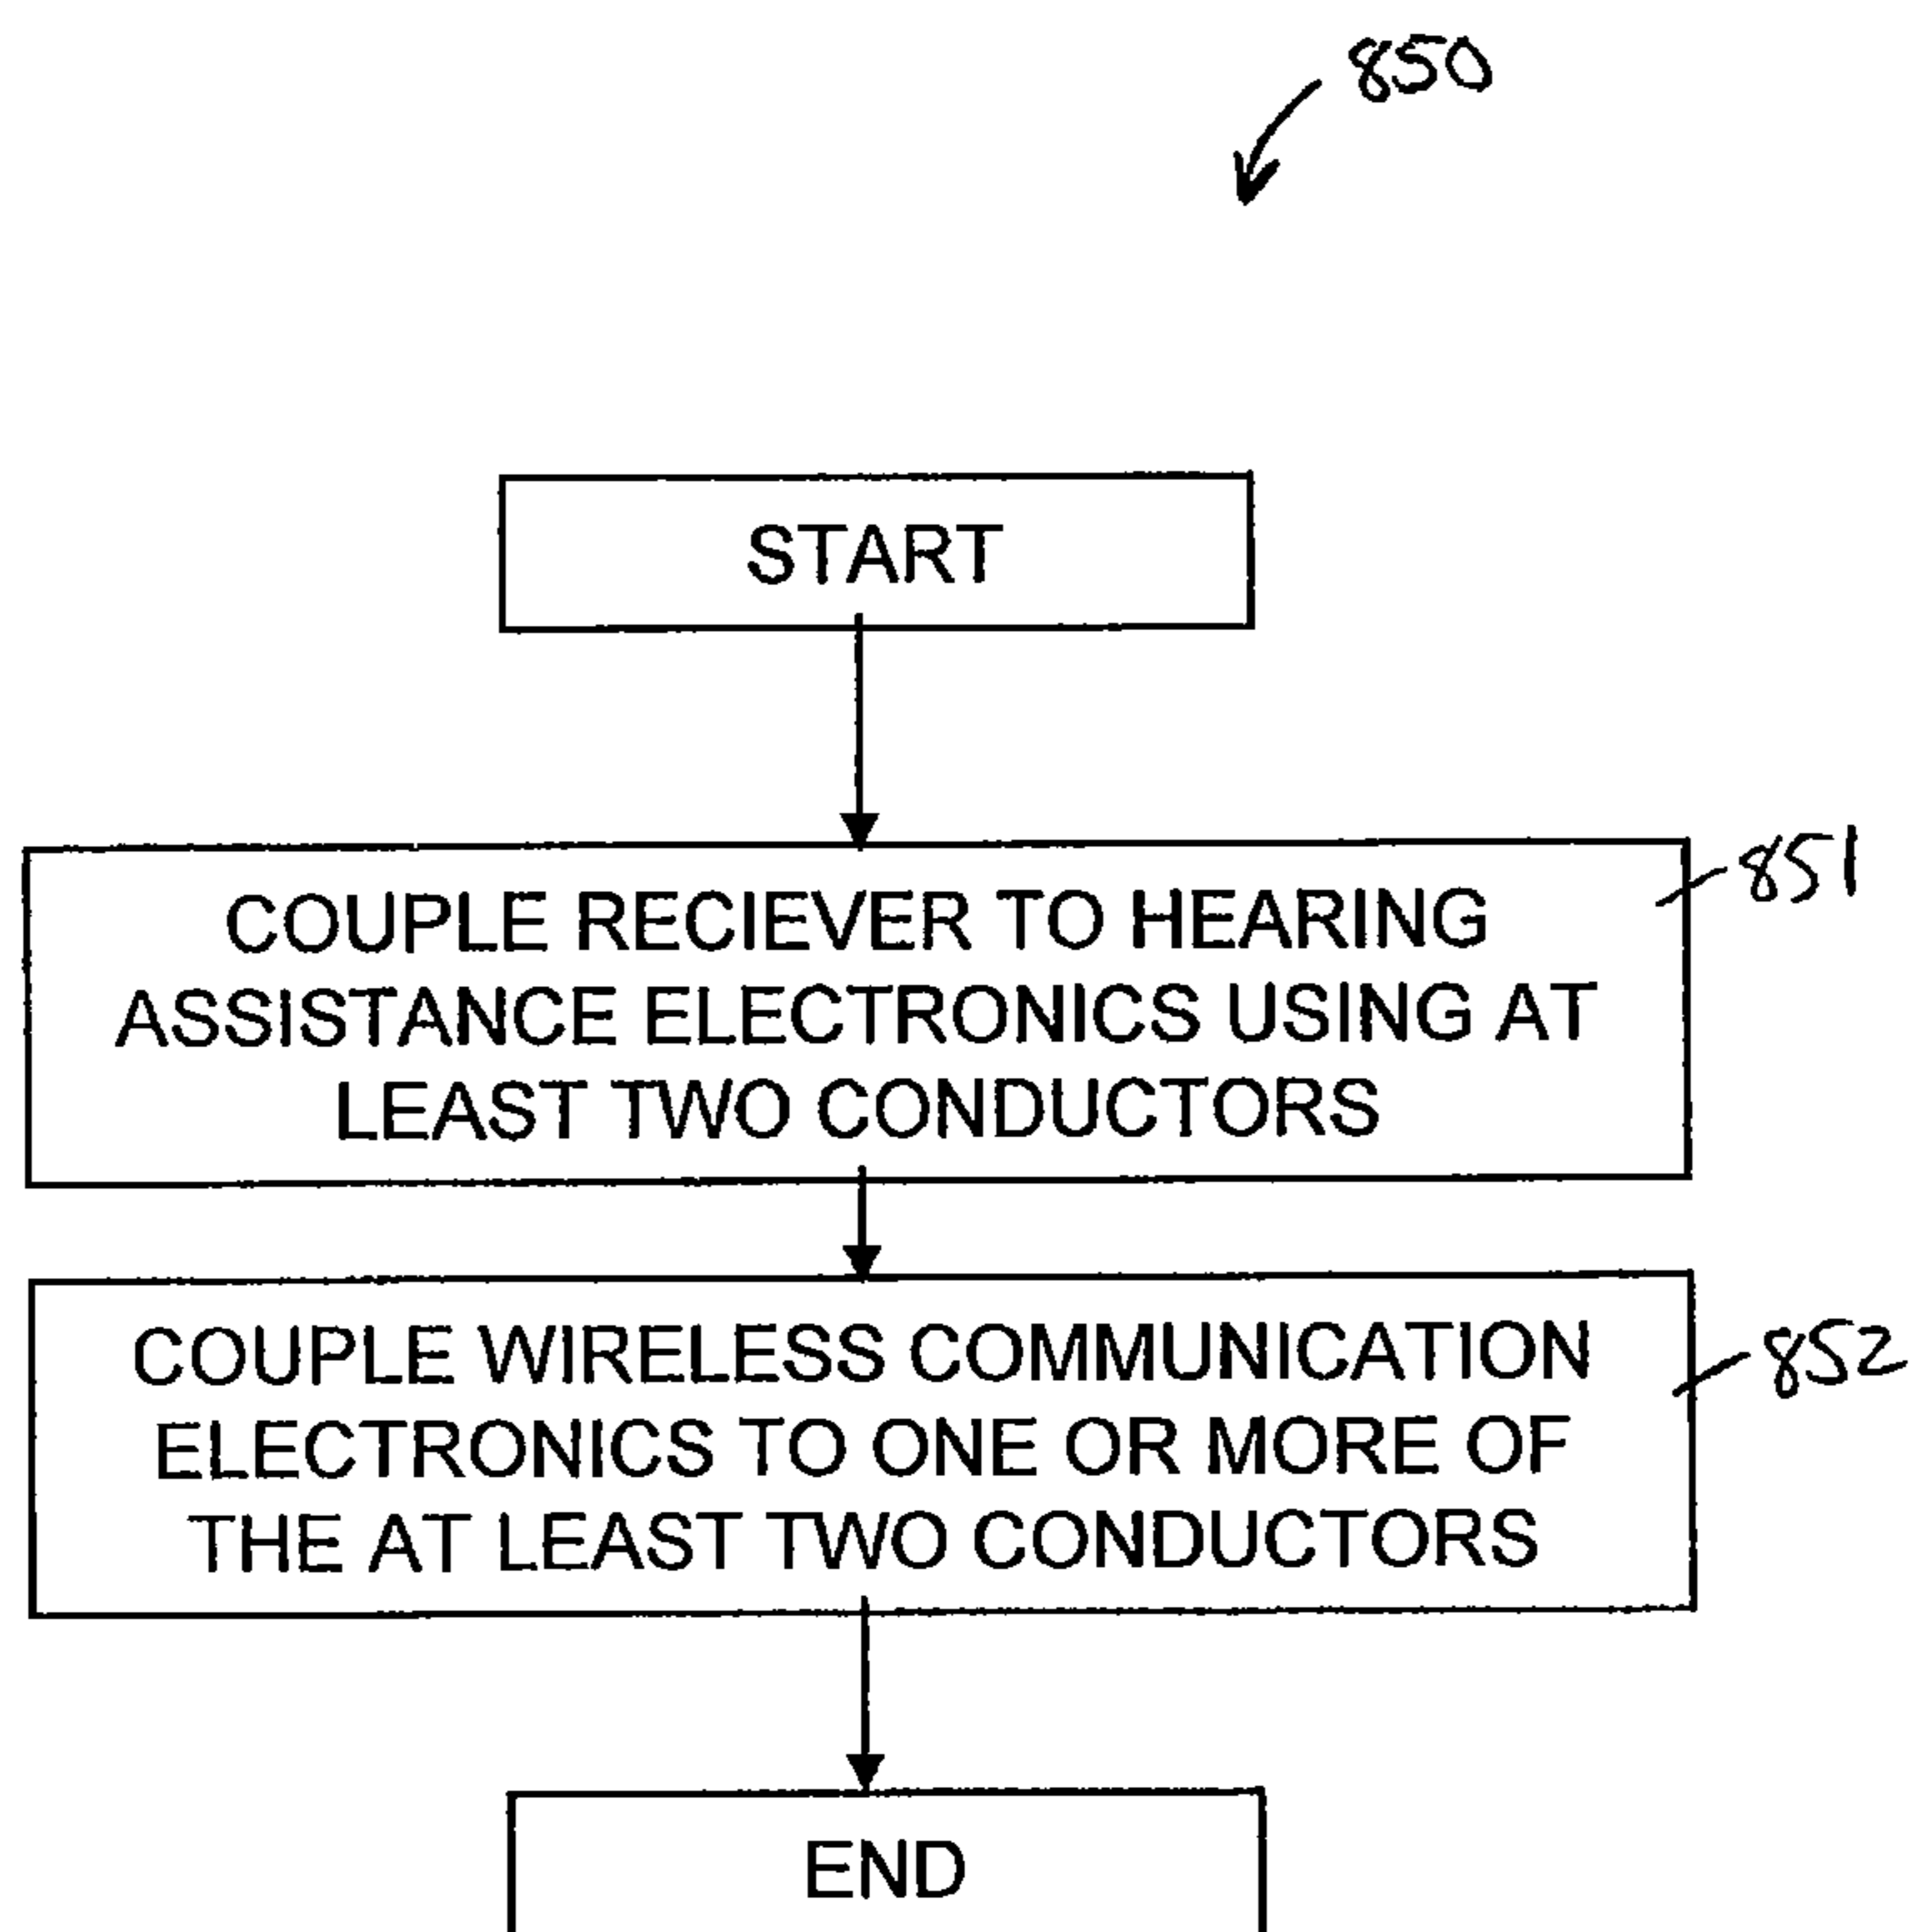 850
START
COUPLE RECIEVER TO HEARING
ASSISTANCE ELECTRONICS USING AT
LEAST TWO CONDUCTORS
851
COUPLE WIRELESS COMMUNICATION
ELECTRONICS TO ONE OR MORE OF
THE AT LEAST TWO CONDUCTORS
852
END